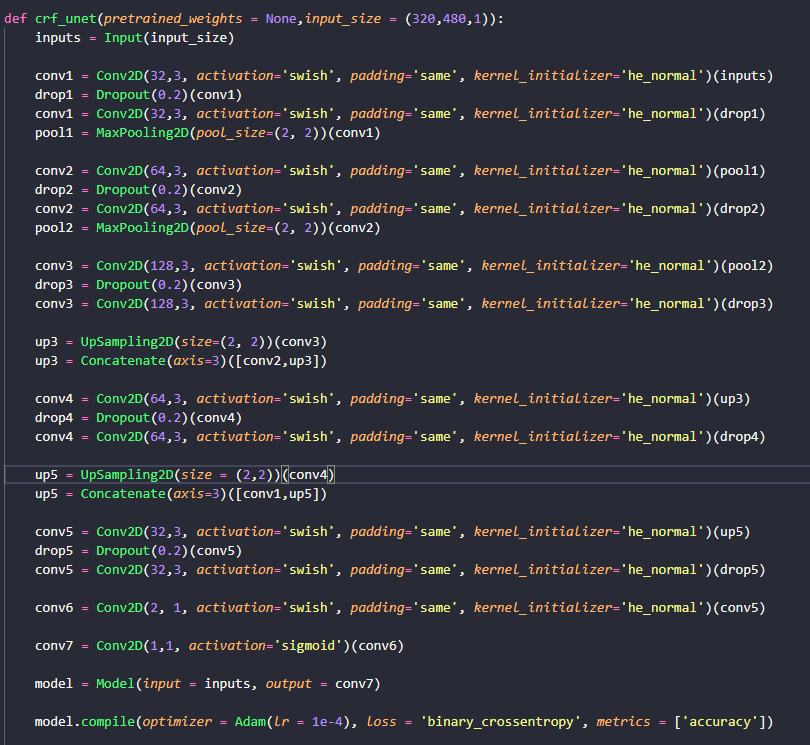 def crf_unet(pretrained_weights = None,input_size = (320,480,1)):
    inputs = Input(input_size)

    conv1 = Conv2D(32,3, activation='swish', padding='same', kernel_initializer='he_normal')(inputs)
    drop1 = Dropout(0.2)(conv1)
    conv1 = Conv2D(32,3, activation='swish', padding='same', kernel_initializer='he_normal')(drop1)
    pool1 = MaxPooling2D(pool_size=(2, 2))(conv1)

    conv2 = Conv2D(64,3, activation='swish', padding='same', kernel_initializer='he_normal')(pool1)
    drop2 = Dropout(0.2)(conv2)
    conv2 = Conv2D(64,3, activation='swish', padding='same', kernel_initializer='he_normal')(drop2)
    pool2 = MaxPooling2D(pool_size=(2, 2))(conv2)

    conv3 = Conv2D(128,3, activation='swish', padding='same', kernel_initializer='he_normal')(pool2)
    drop3 = Dropout(0.2)(conv3)
    conv3 = Conv2D(128,3, activation='swish', padding='same', kernel_initializer='he_normal')(drop3)

    up3 = UpSampling2D(size=(2, 2))(conv3)
    up3 = Concatenate(axis=3)([conv2,up3])

    conv4 = Conv2D(64,3, activation='swish', padding='same', kernel_initializer='he_normal')(up3)
    drop4 = Dropout(0.2)(conv4)
    conv4 = Conv2D(64,3, activation='swish', padding='same', kernel_initializer='he_normal')(drop4)

    up5 = UpSampling2D(size = (2,2))(conv4)
    up5 = Concatenate(axis=3)([conv1,up5])

    conv5 = Conv2D(32,3, activation='swish', padding='same', kernel_initializer='he_normal')(up5)
    drop5 = Dropout(0.2)(conv5)
    conv5 = Conv2D(32,3, activation='swish', padding='same', kernel_initializer='he_normal')(drop5)

    conv6 = Conv2D(2, 1, activation='swish', padding='same', kernel_initializer='he_normal')(conv5)

    conv7 = Conv2D(1,1, activation='sigmoid')(conv6)

    model = Model(input = inputs, output = conv7)

    model.compile(optimizer = Adam(lr = 1e-4), loss = 'binary_crossentropy', metrics = ['accuracy'])